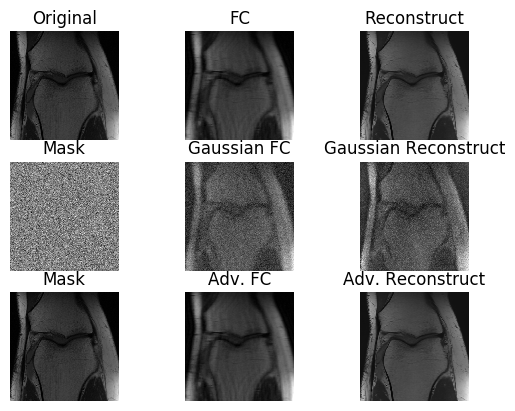 Original
FC
Reconstruct
Mask
Gaussian FC
Gaussian Reconstruct
Mask
Adv. FC
Adv. Reconstruct